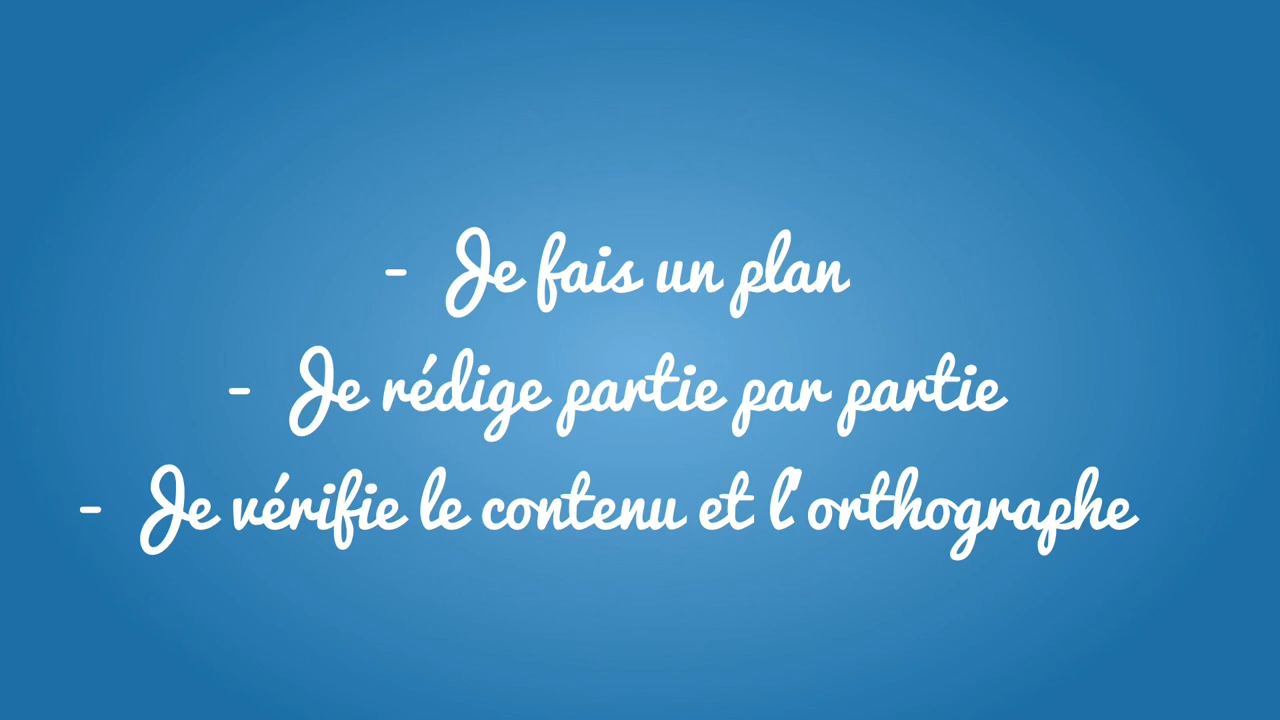 - Je fais un plan
- Je rédige partie par partie
- Je vérifie le contenu et l'orthographe